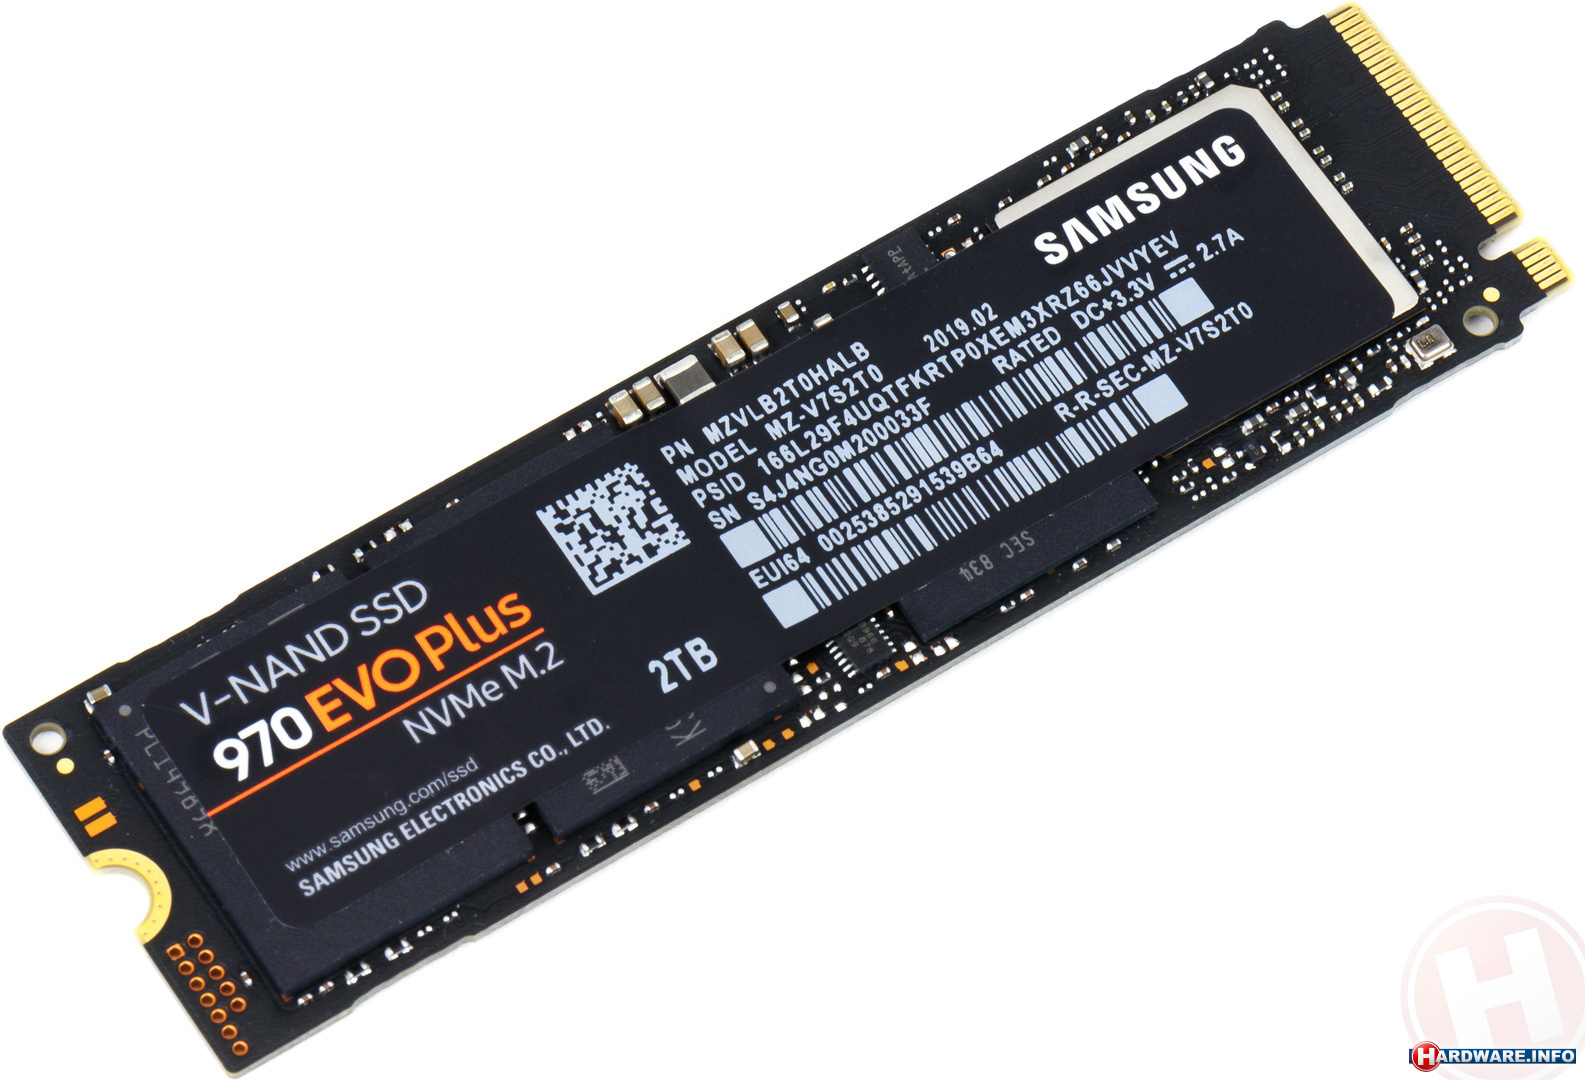 SAMSUNG
PN MZVLB2T0HALB 2019.02
MODEL MZ-V7S2T0
PSID 166L29F4UQTFKRTP0XEM3XRZ66JVVYEV
SN S4J4NG0M200033F RATED DC+3.3V ⎓ 2.7A
EUI64 0025385291539B64 R-R-SEC-MZ-V7S2T0
V-NAND SSD
970 EVO Plus
NVMe M.2
2TB
www.samsung.com/ssd
SAMSUNG ELECTRONICS CO., LTD.
SEC 834
HARDWARE.INFO